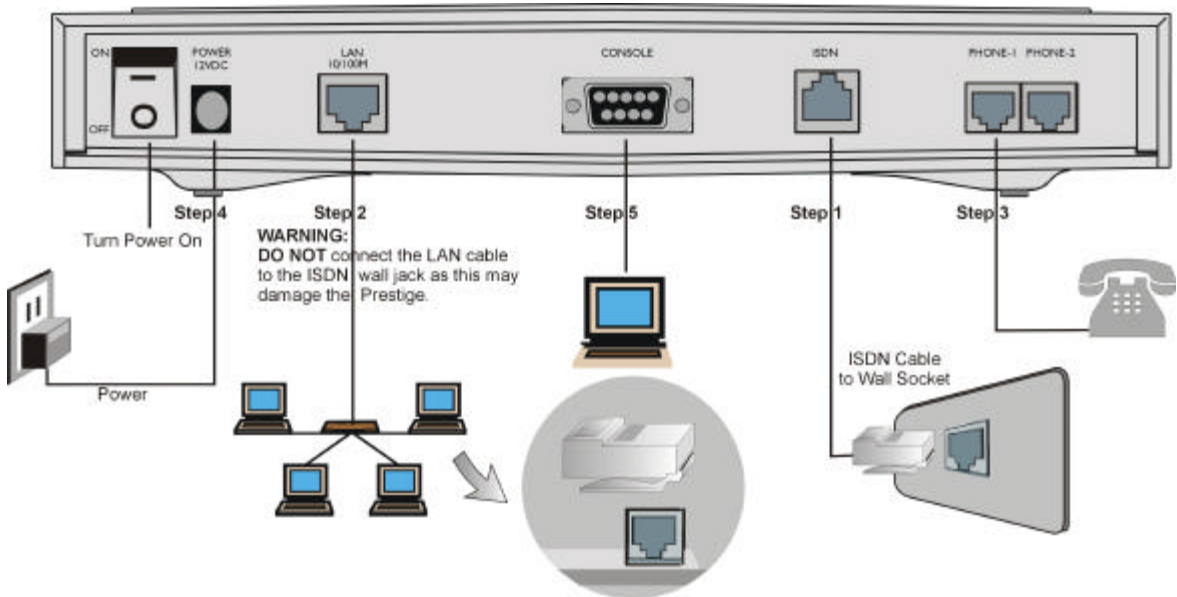 ON
OFF
POWER
12VDC
LAN
10/100M
CONSOLE
ISDN
PHONE-1 PHONE-2
Step 4
Step 2
Step 5
Step 1
Step 3
Turn Power On
WARNING:
DO NOT connect the LAN cable
to the ISDN wall jack as this may
damage the Prestige.
Power
ISDN Cable
to Wall Socket